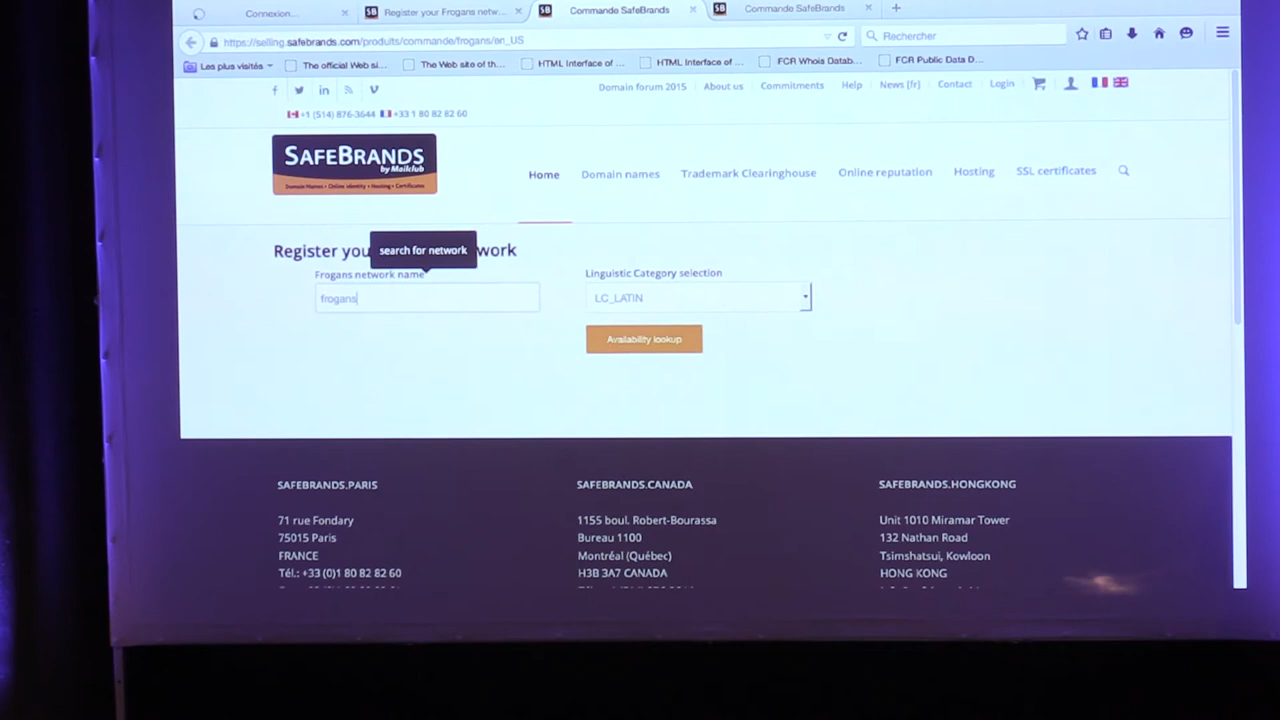 Connexion...
Register your Frogans netw...
Commande SafeBrands
Commande SafeBrands
https://selling.safebrands.com/produits/commande/frogans/en_US
Rechercher
Les plus visités
The official Web si...
The Web site of th...
HTML Interface of ...
HTML Interface of ...
FCR Whois Datab...
FCR Public Data D...
Domain forum 2015
About us
Commitments
Help
News [fr]
Contact
Login
+1 (514) 876-3644 +33 1 80 82 82 60
SAFEBRANDS
by Mailclub
Domain Names • Online identity • Hosting • Certificates
Home
Domain names
Trademark Clearinghouse
Online reputation
Hosting
SSL certificates
Register you
search for network
work
Frogans network name
frogans
Linguistic Category selection
LC_LATIN
Availability lookup
SAFEBRANDS.PARIS
71 rue Fondary
75015 Paris
FRANCE
Tél.: +33 (0)1 80 82 82 60
SAFEBRANDS.CANADA
1155 boul. Robert-Bourassa
Bureau 1100
Montréal (Québec)
H3B 3A7 CANADA
SAFEBRANDS.HONGKONG
Unit 1010 Miramar Tower
132 Nathan Road
Tsimshatsui, Kowloon
HONG KONG